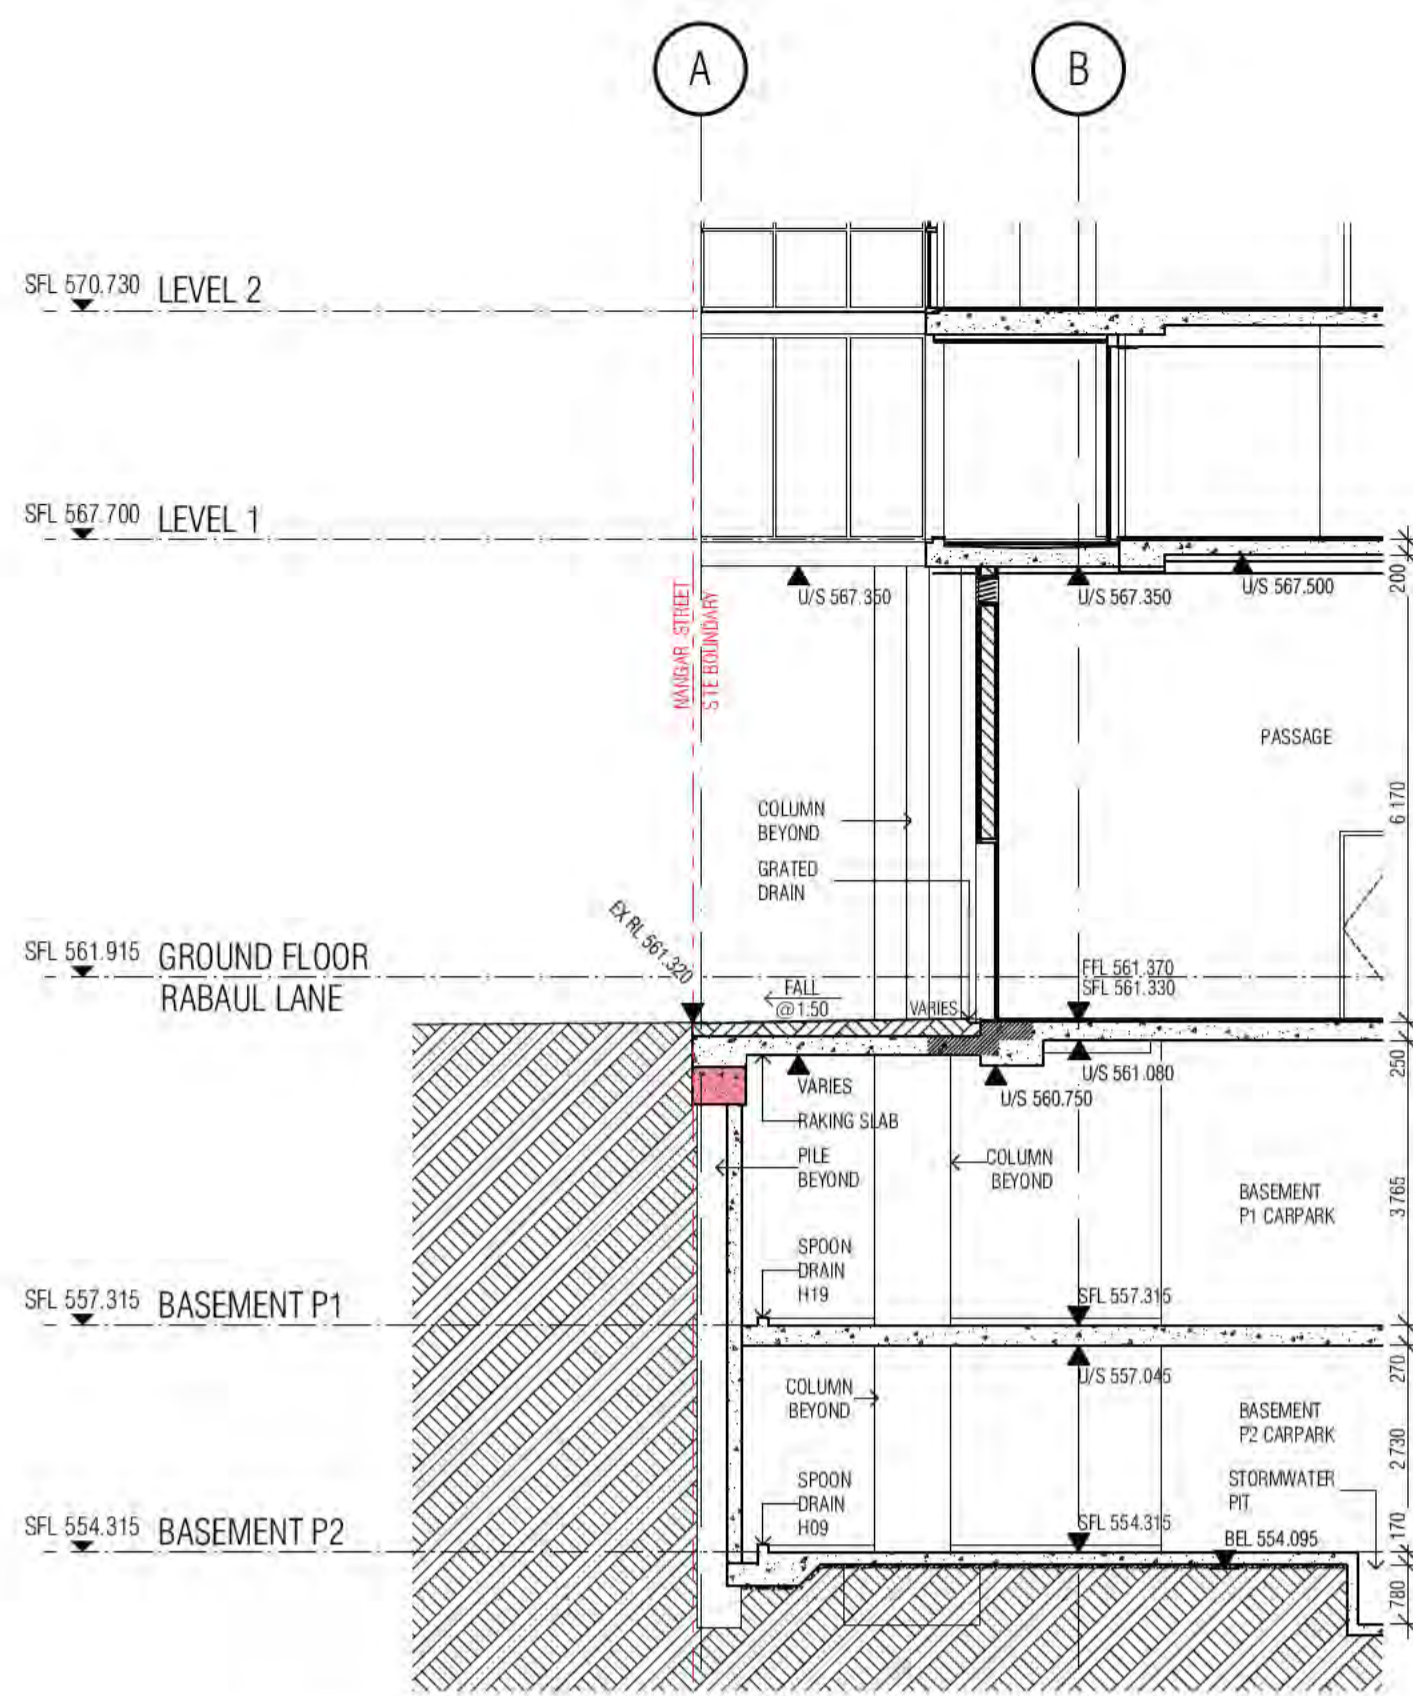 A
B
SFL 570.730 LEVEL 2
SFL 567.700 LEVEL 1
200
U/S 567.350
U/S 567.350
U/S 567.500
NANGAR STREET
S TE BOUNDARY
PASSAGE
6 170
COLUMN
BEYOND
GRATED
DRAIN
EX RL 561.320
SFL 561.915 GROUND FLOOR
RABAUL LANE
FFL 561.370
SFL 561.330
FALL
@1:50
VARIES
250
VARIES
U/S 561.080
U/S 560.750
RAKING SLAB
PILE
BEYOND
COLUMN
BEYOND
BASEMENT
P1 CARPARK
3 765
SPOON
DRAIN
H19
SFL 557.315 BASEMENT P1
SFL 557.315
U/S 557.045
270
COLUMN
BEYOND
BASEMENT
P2 CARPARK
2 730
STORMWATER
PIT
SPOON
DRAIN
H09
SFL 554.315 BASEMENT P2
SFL 554.315
BEL 554.095
170
780